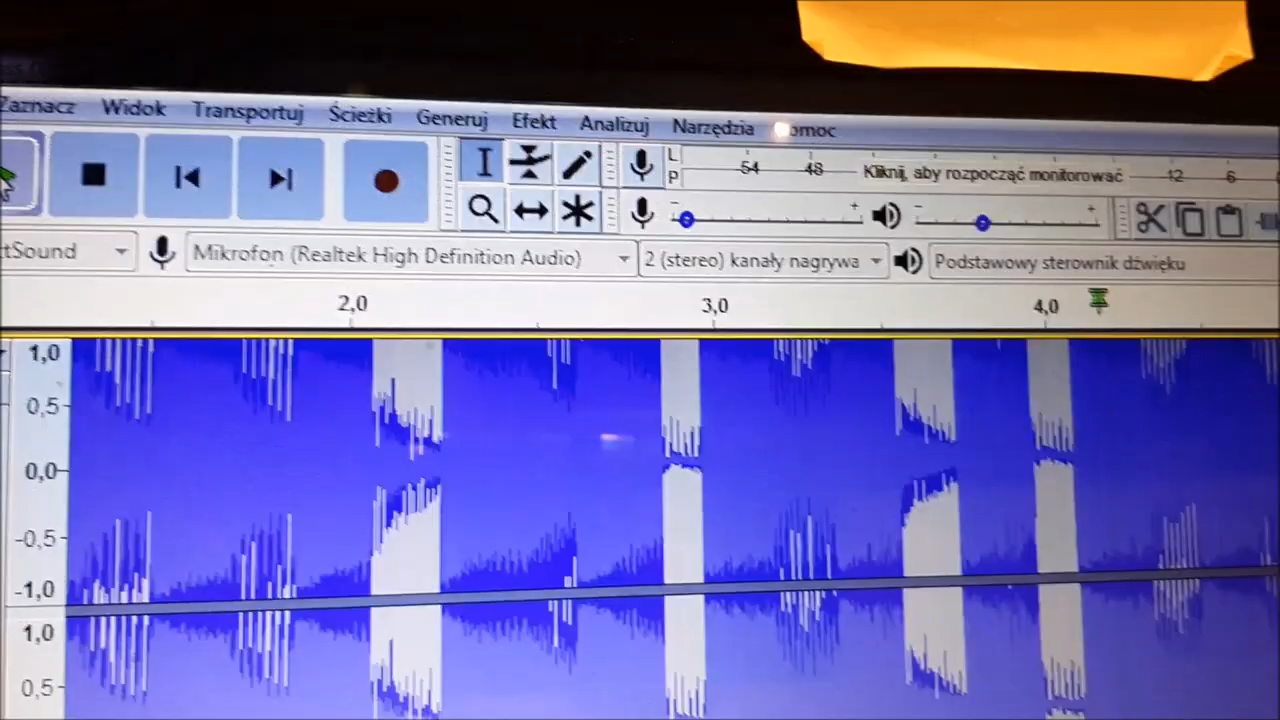 Zaznacz Widok Transportuj Ścieżki Generuj Efekt Analizuj Narzędzia omoc
L
P
-54 -48 Kliknij, aby rozpocząć monitorować -12 -6
- + - +
tSound Mikrofon (Realtek High Definition Audio) 2 (stereo) kanały nagrywa Podstawowy sterownik dźwięku
2,0 3,0 4,0
1,0
0,5
0,0
-0,5
-1,0
1,0
0,5